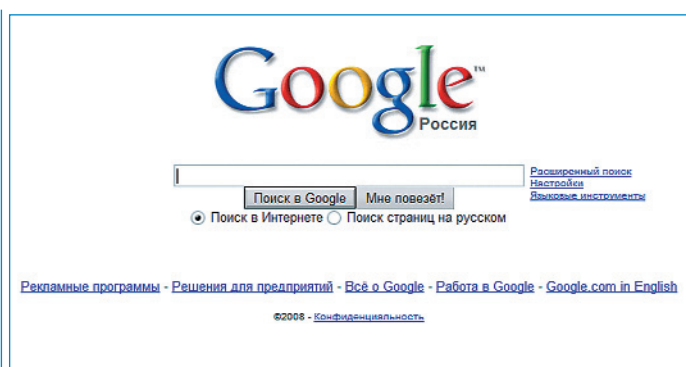 Google™
Россия
Расширенный поиск
Настройки
Языковые инструменты
Поиск в Google Мне повезёт!
Поиск в Интернете Поиск страниц на русском
Рекламные программы - Решения для предприятий - Всё о Google - Работа в Google - Google.com in English
©2008 - Конфиденциальность